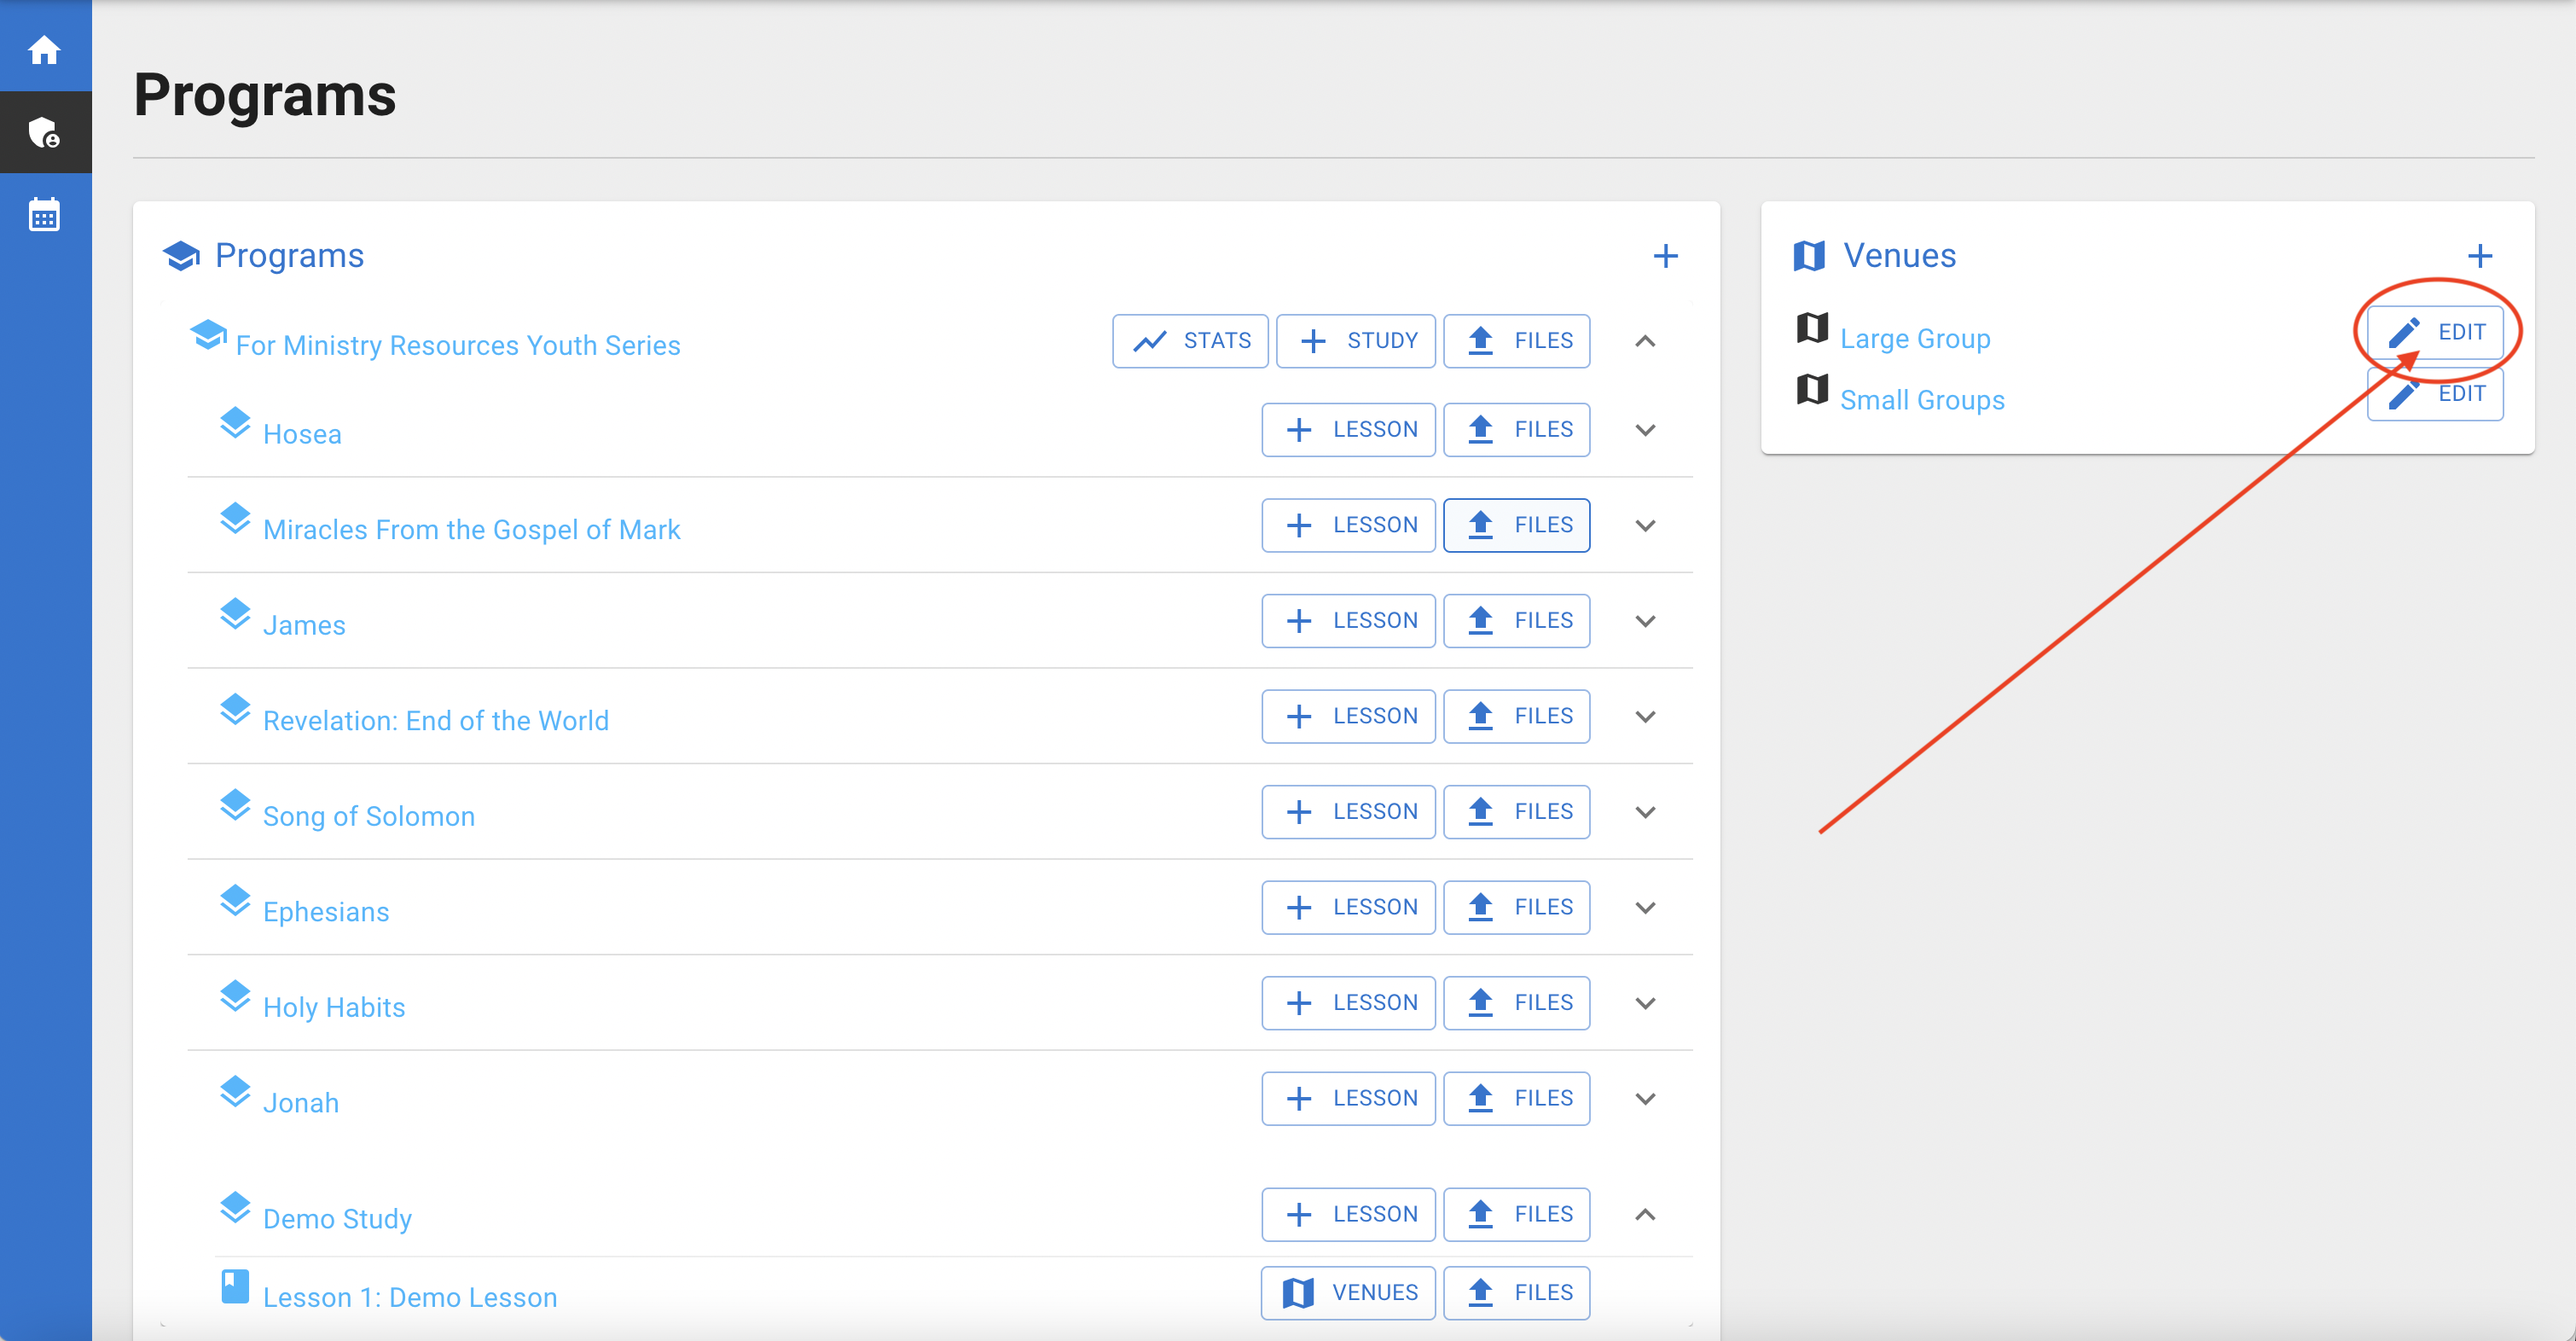 Programs
Programs
For Ministry Resources Youth Series STATS STUDY FILES
Hosea LESSON FILES
Miracles From the Gospel of Mark LESSON FILES
James LESSON FILES
Revelation: End of the World LESSON FILES
Song of Solomon LESSON FILES
Ephesians LESSON FILES
Holy Habits LESSON FILES
Jonah LESSON FILES
Demo Study LESSON FILES
Lesson 1: Demo Lesson VENUES FILES
Venues
Large Group EDIT
Small Groups EDIT